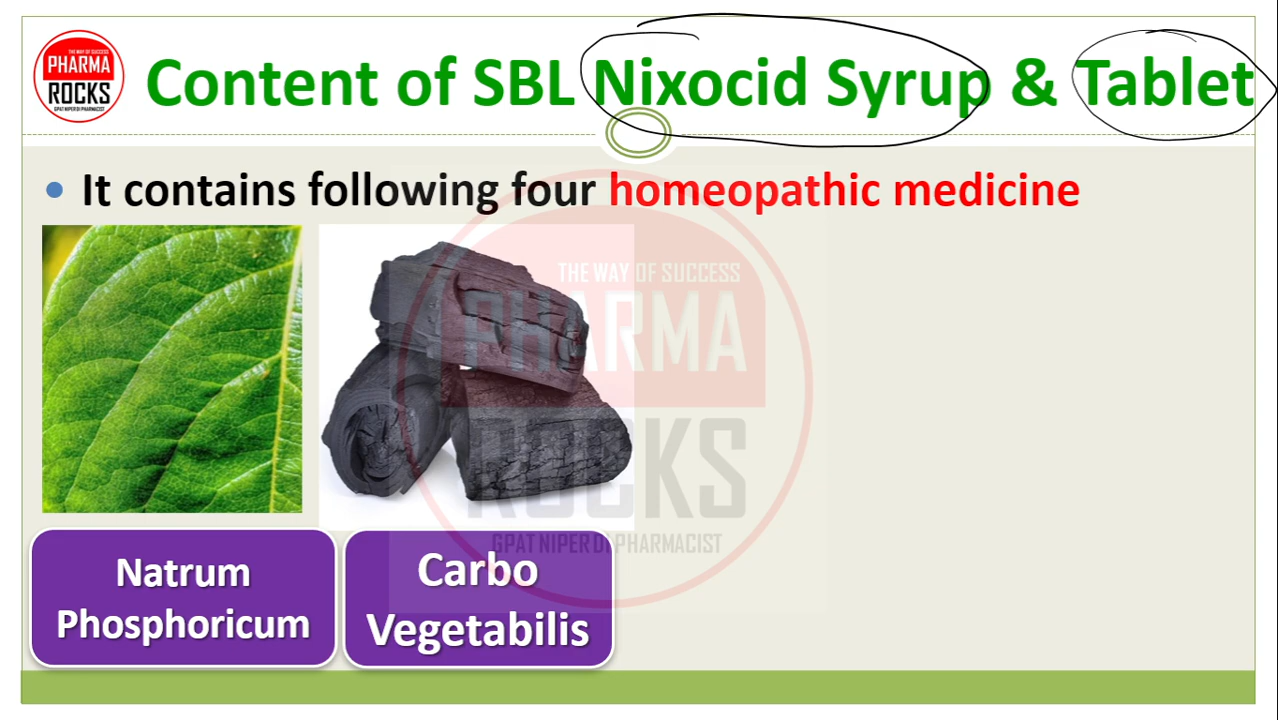 THE WAY OF SUCCESS
PHARMA
ROCKS
GPAT NIPER DI PHARMACIST
Content of SBL Nixocid Syrup & Tablet
It contains following four homeopathic medicine
THE WAY OF SUCCESS
PHARMA
ROCKS
GPAT NIPER DI PHARMACIST
Natrum
Phosphoricum
Carbo
Vegetabilis